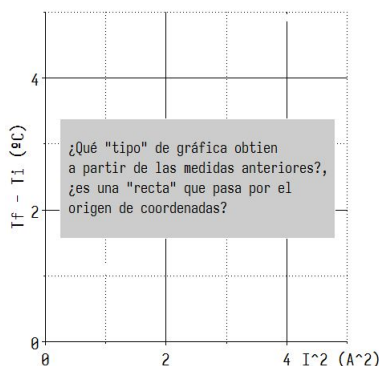 4
Tf - Ti (ºC)
¿Qué "tipo" de gráfica obtien
a partir de las medidas anteriores?,
¿es una "recta" que pasa por el
origen de coordenadas?
2
0
0
2
4
I^2 (A^2)